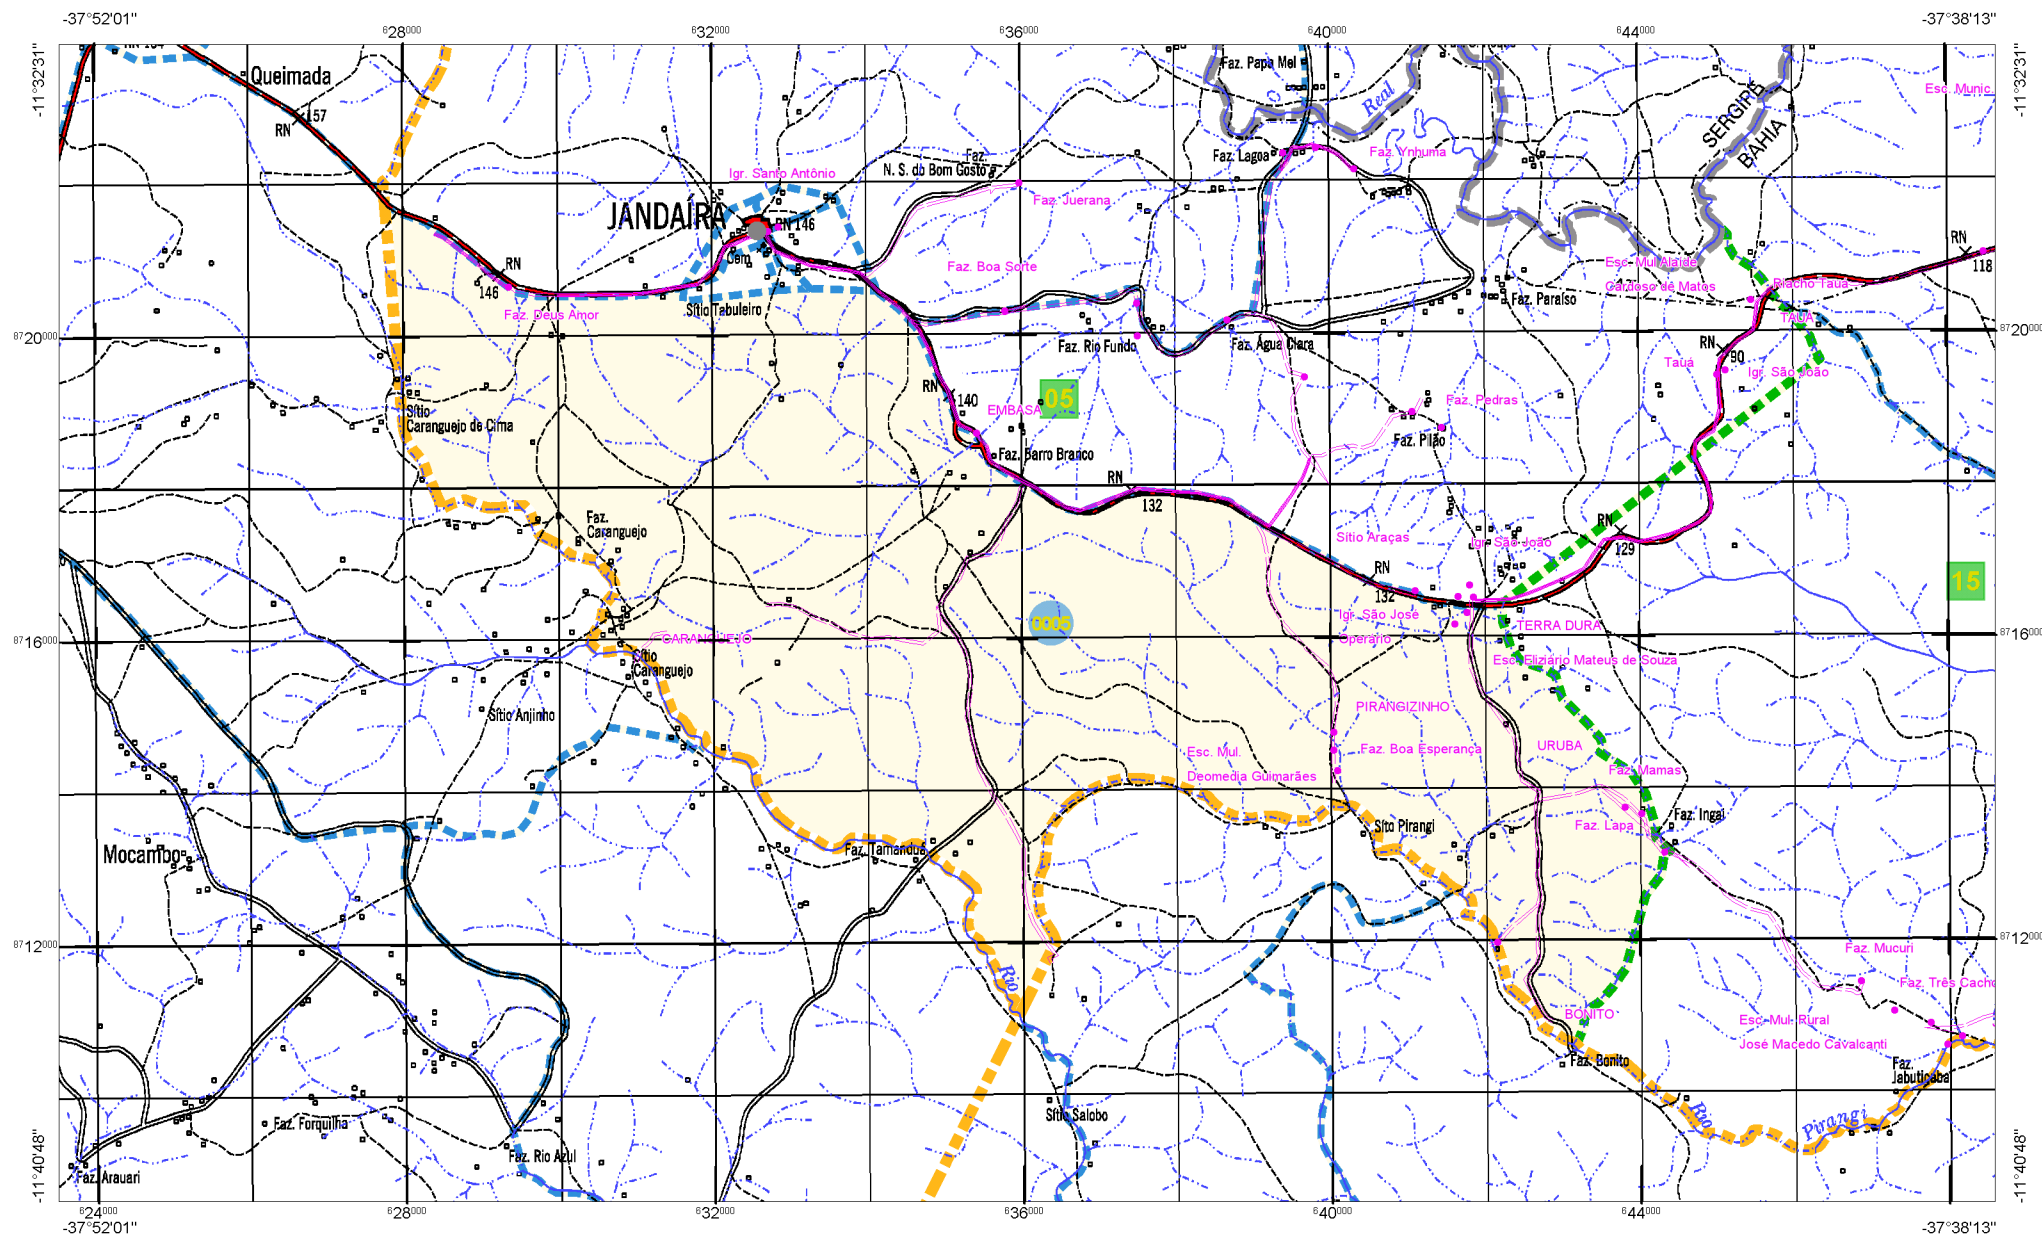 -37°52'01"
-37°38'13"
628000
632000
636000
640000
644000
-11°32'31"
-11°32'31"
Queimada
157
RN
Faz. Papa Mel
Real
SERGIPE
BAHIA
Esc. Munic.
Igr. Santo Antônio
Faz.
N. S. do Bom Gosto
Faz. Lagoa
Faz. Ynhuma
JANDAIRA
RN 146
Cem
Faz. Juerana
RN
146
Faz. Boa Sorte
Esc. Mul Alaíde
Cardoso de Matos
Riacho Tauá
RN
118
Faz. Deus Amor
Sítio Tabuleiro
Faz. Paraíso
TAUÁ
8720000
8720000
Faz. Rio Fundo
Faz. Água Clara
RN
90
Tauá
Igr. São João
RN
140
05
EMBASA
Faz. Pedras
Sítio
Caranguejo de Cima
Faz. Pilão
Faz. Barro Branco
RN
132
Faz.
Caranguejo
Sítio Araças
Igr. São João
RN
129
RN
132
15
0005
Igr. São José
Operário
TERRA DURA
8716000
8716000
CARANGUEJO
Sítio
Caranguejo
Esc. Eliziário Mateus de Souza
Sítio Anjinho
PIRANGIZINHO
Esc. Mul.
Deomedia Guimarães
Faz. Boa Esperança
URUBA
Faz. Mamas
Faz. Ingai
Faz. Lapa
Síto Pirangi
Mocambo
Faz. Tamanduá
8712000
8712000
Faz. Mucuri
Rio
Faz. Três Cacho
BONITO
Esc. Mul. Rural
José Macedo Cavalcanti
Faz. Bonito
Faz.
Jabuticaba
Sítio Salobo
Rio
Pirangi
Faz. Forquilha
Faz. Rio Azul
Faz. Arauari
-11°40'48"
-11°40'48"
624000
628000
632000
636000
640000
644000
-37°52'01"
-37°38'13"